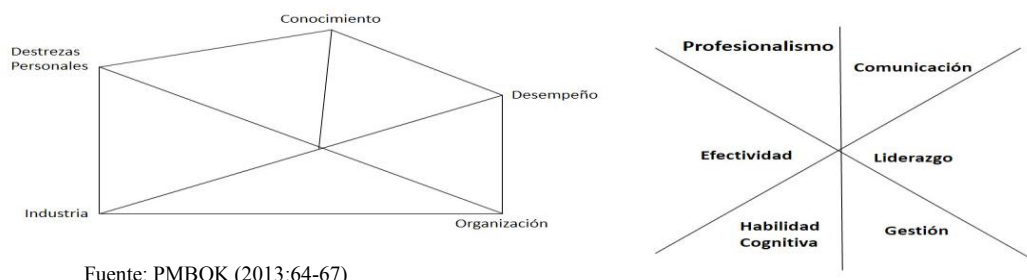 Conocimiento
Destrezas
Personales
Desempeño
Industria
Organización
Profesionalismo
Comunicación
Efectividad
Liderazgo
Habilidad
Cognitiva
Gestión
Fuente: PMBOK (2013:64-67)